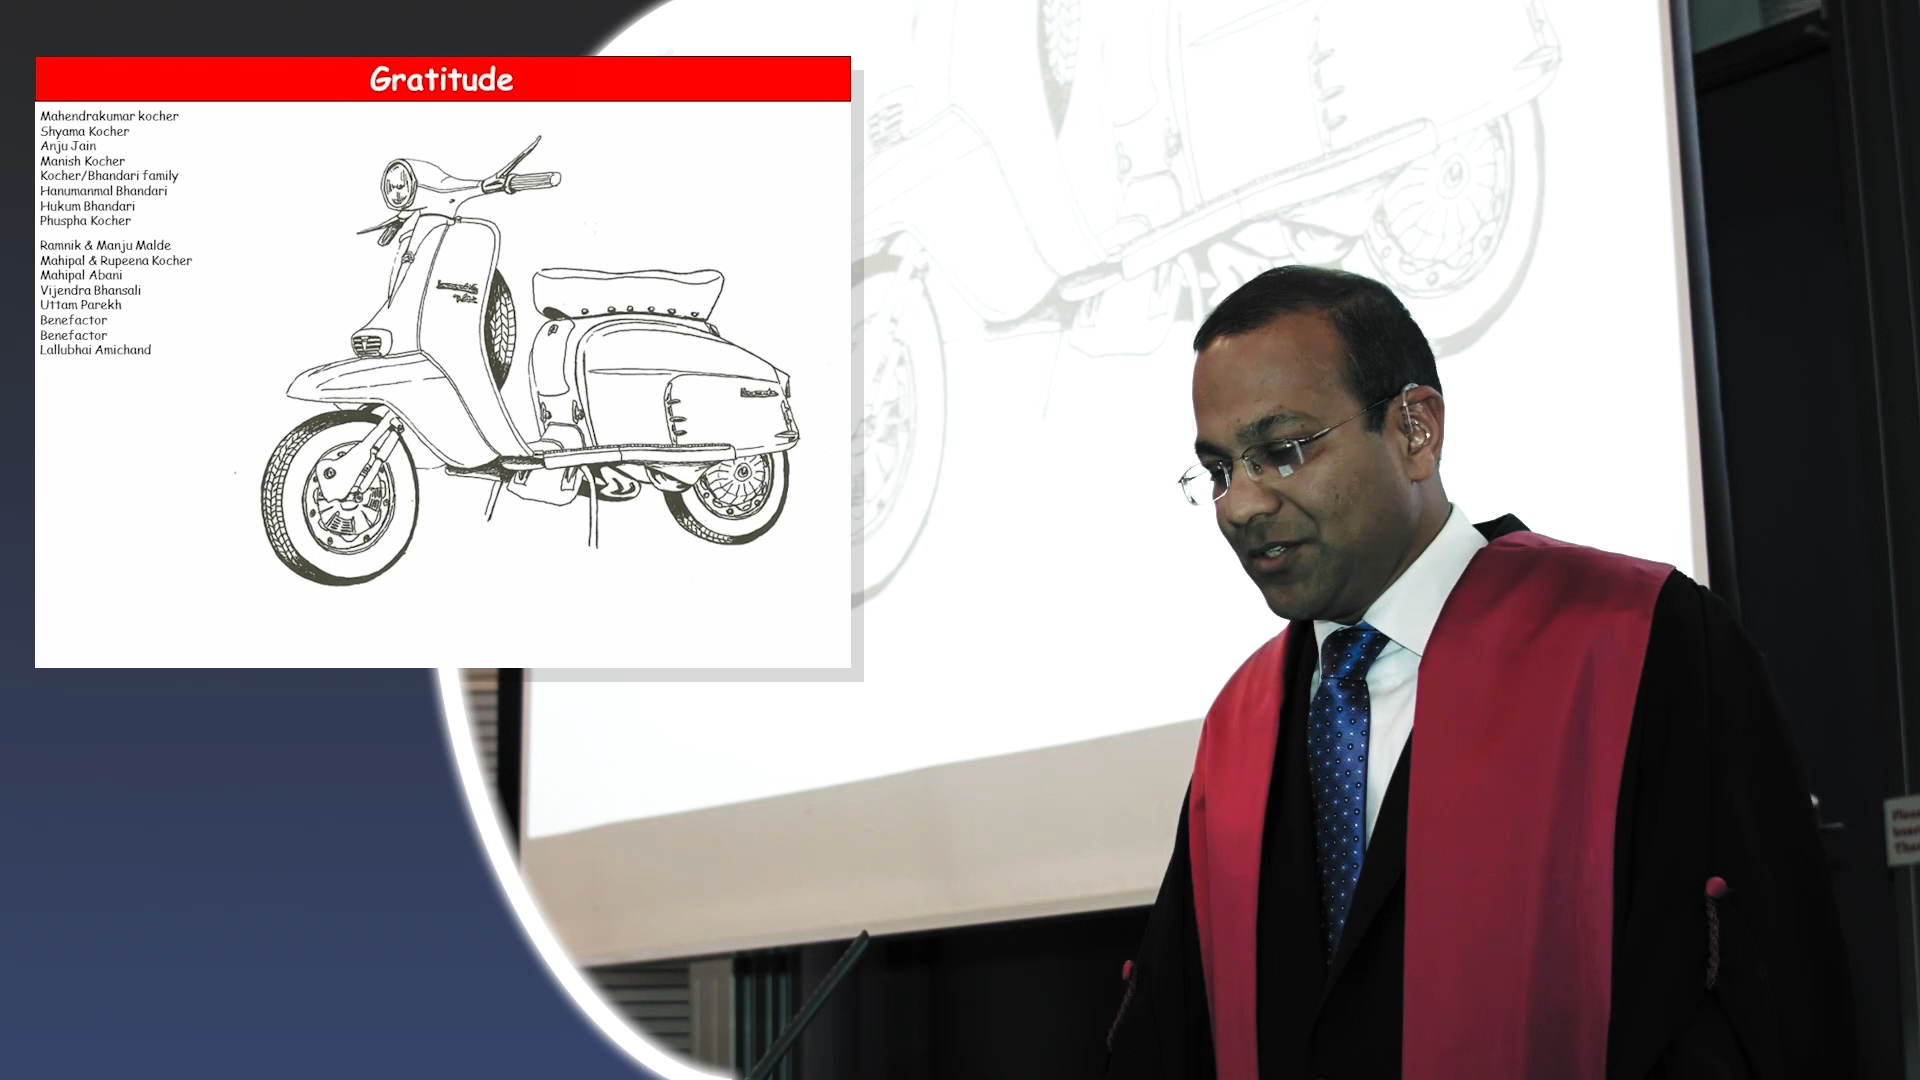 Gratitude
Mahendrakumar kocher
Shyama Kocher
Anju Jain
Manish Kocher
Kocher/Bhandari family
Hanumanmal Bhandari
Hukum Bhandari
Phuspha Kocher
Ramnik & Manju Malde
Mahipal & Rupeena Kocher
Mahipal Abani
Vijendra Bhansali
Uttam Parekh
Benefactor
Benefactor
Lallubhai Amichand